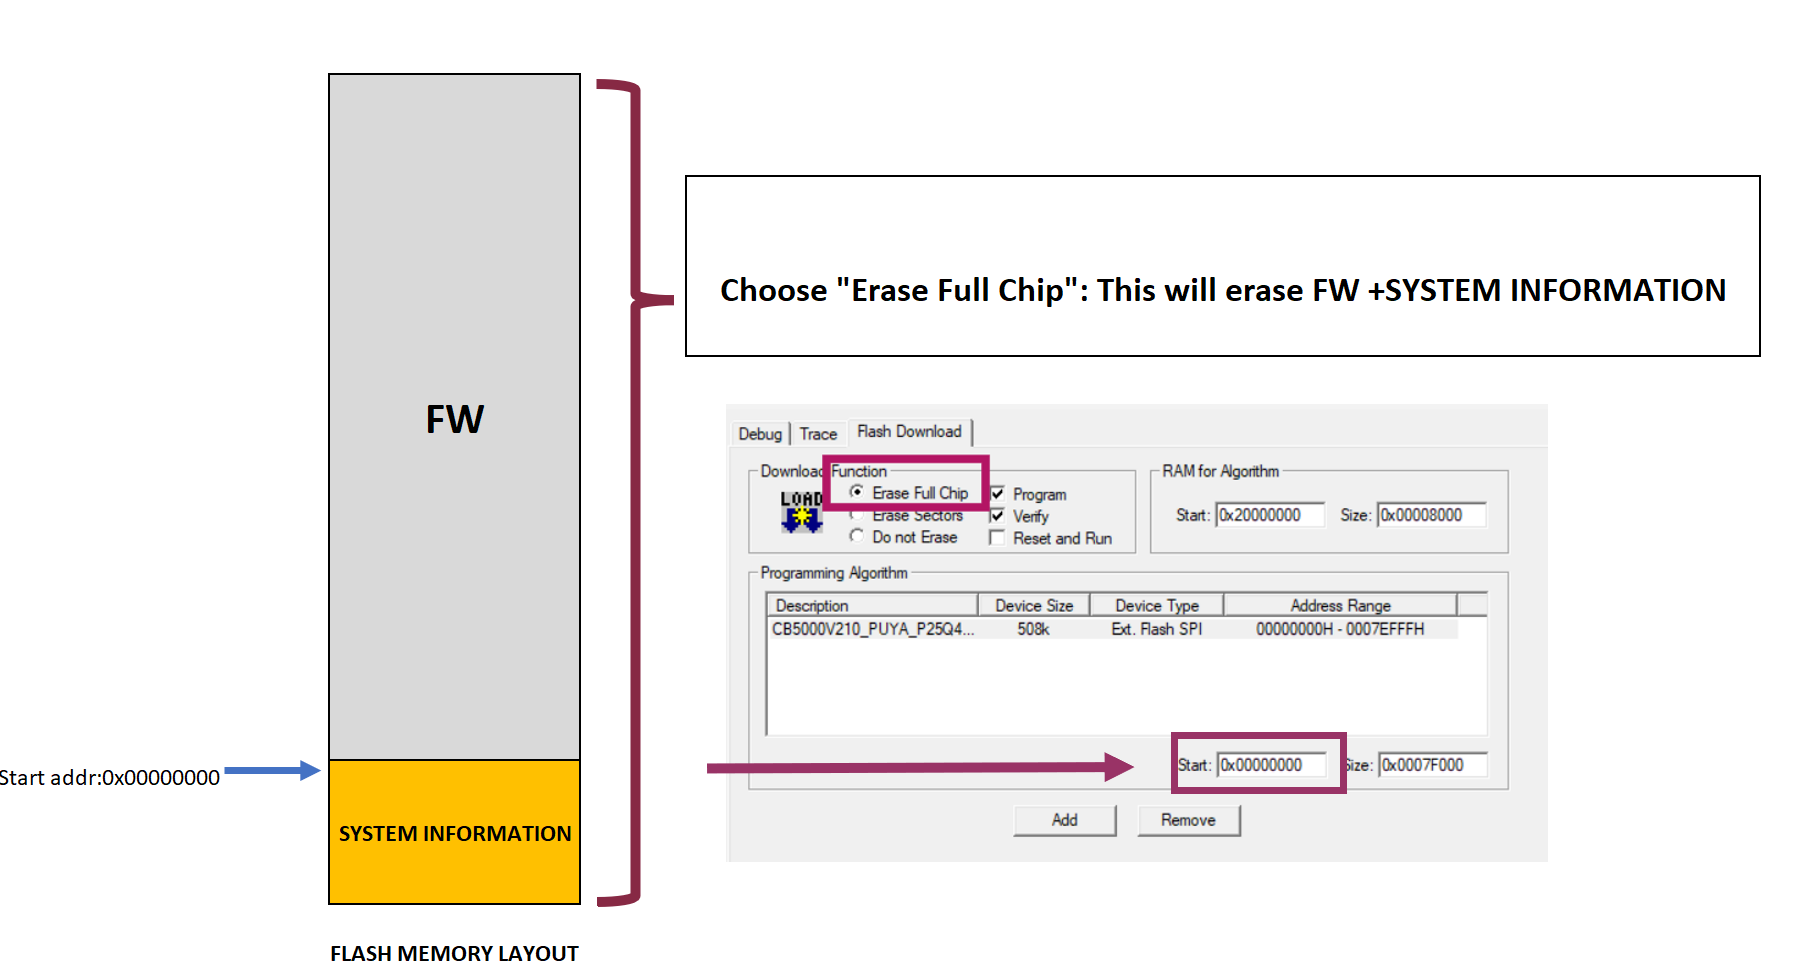 Choose "Erase Full Chip": This will erase FW +SYSTEM INFORMATION
FW
Start addr:0x00000000
SYSTEM INFORMATION
FLASH MEMORY LAYOUT
Debug Trace Flash Download
Download Function
LOAD
Erase Full Chip
Erase Sectors
Do not Erase
Program
Verify
Reset and Run
RAM for Algorithm
Start: 0x20000000 Size: 0x00008000
Programming Algorithm
Description Device Size Device Type Address Range
CB5000V210_PUYA_P25Q4... 508k Ext. Flash SPI 00000000H - 0007EFFFH
Start: 0x00000000 Size: 0x0007F000
Add Remove